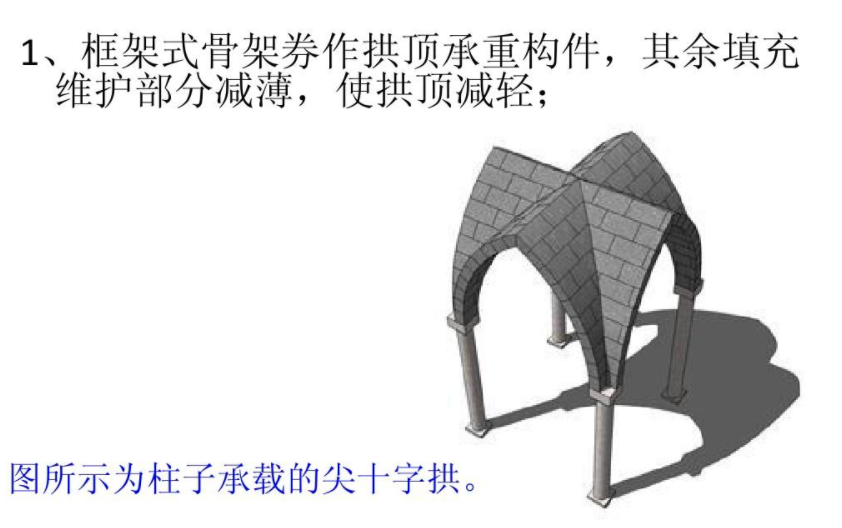 1、框架式骨架券作拱顶承重构件，其余填充
维护部分减薄，使拱顶减轻；
图所示为柱子承载的尖十字拱。